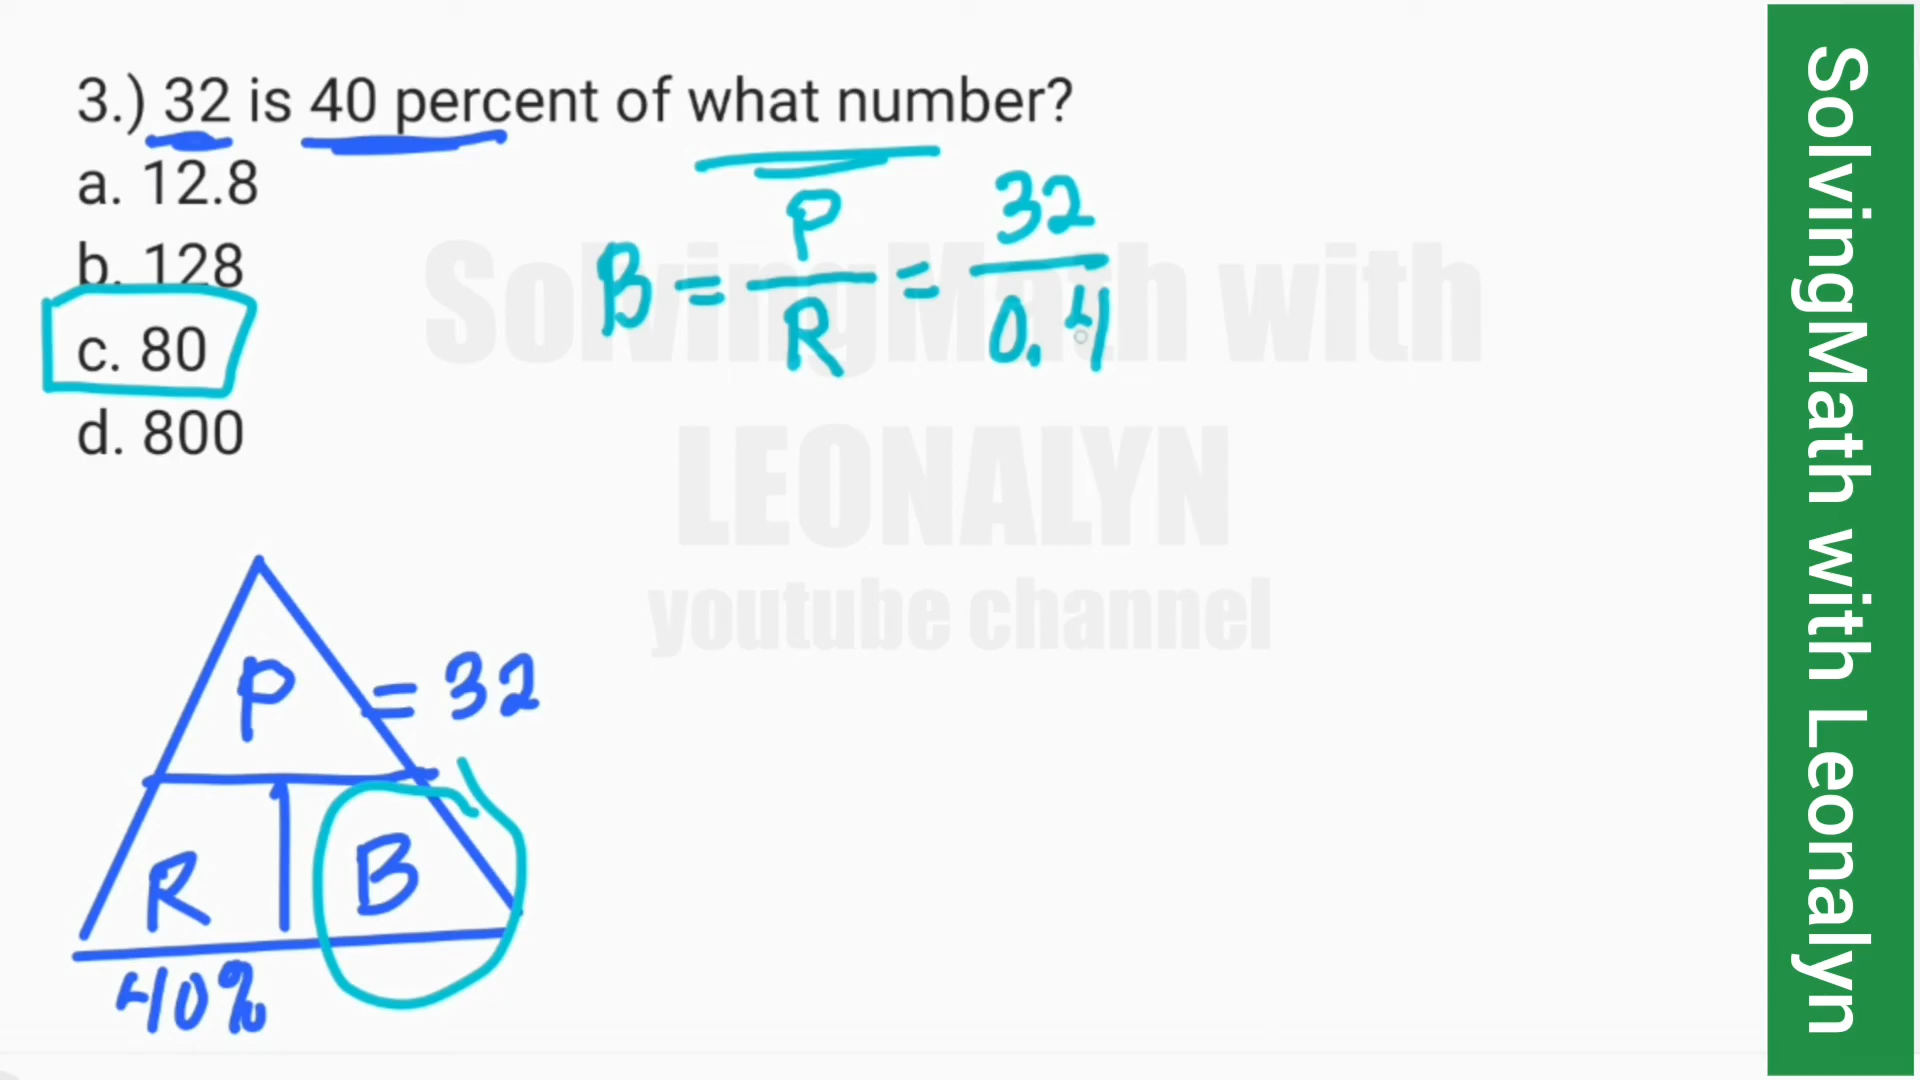 3.) 32 is 40 percent of what number?
a. 12.8
b. 128
c. 80
d. 800
B = P/R = 32/0.4
P = 32
R B
40%
SolvingMath with
LEONALYN
youtube channel
SolvingMath with Leonalyn